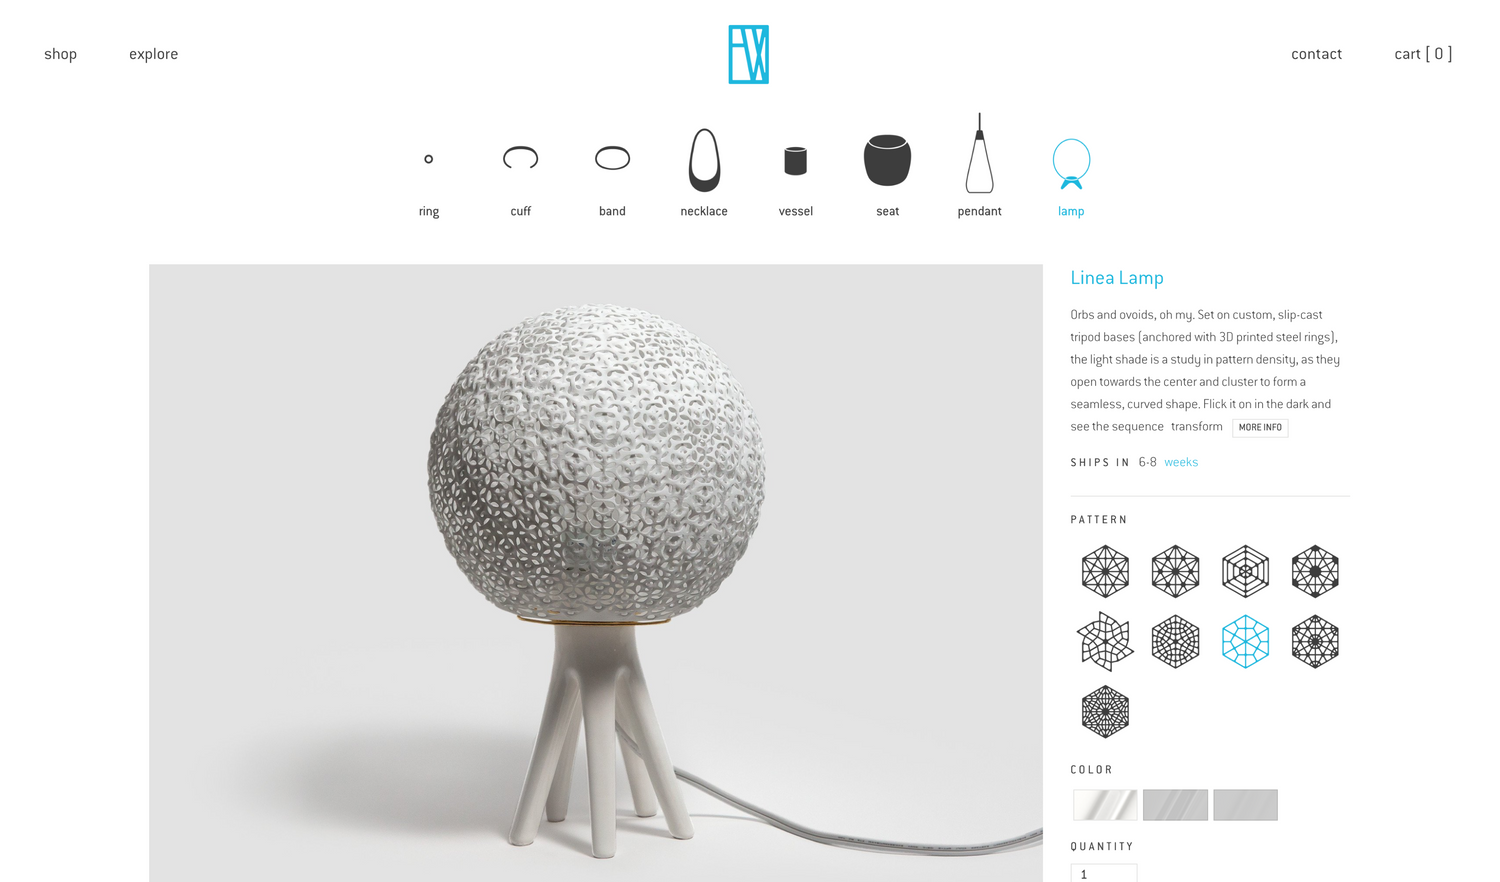 shop
explore
contact
cart [ 0 ]
ring
cuff
band
necklace
vessel
seat
pendant
lamp
Linea Lamp
Orbs and ovoids, oh my. Set on custom, slip-cast
tripod bases (anchored with 3D printed steel rings),
the light shade is a study in pattern density, as they
open towards the center and cluster to form a
seamless, curved shape. Flick it on in the dark and
see the sequence transform MORE INFO
SHIPS IN 6-8 weeks
PATTERN
COLOR
QUANTITY
1